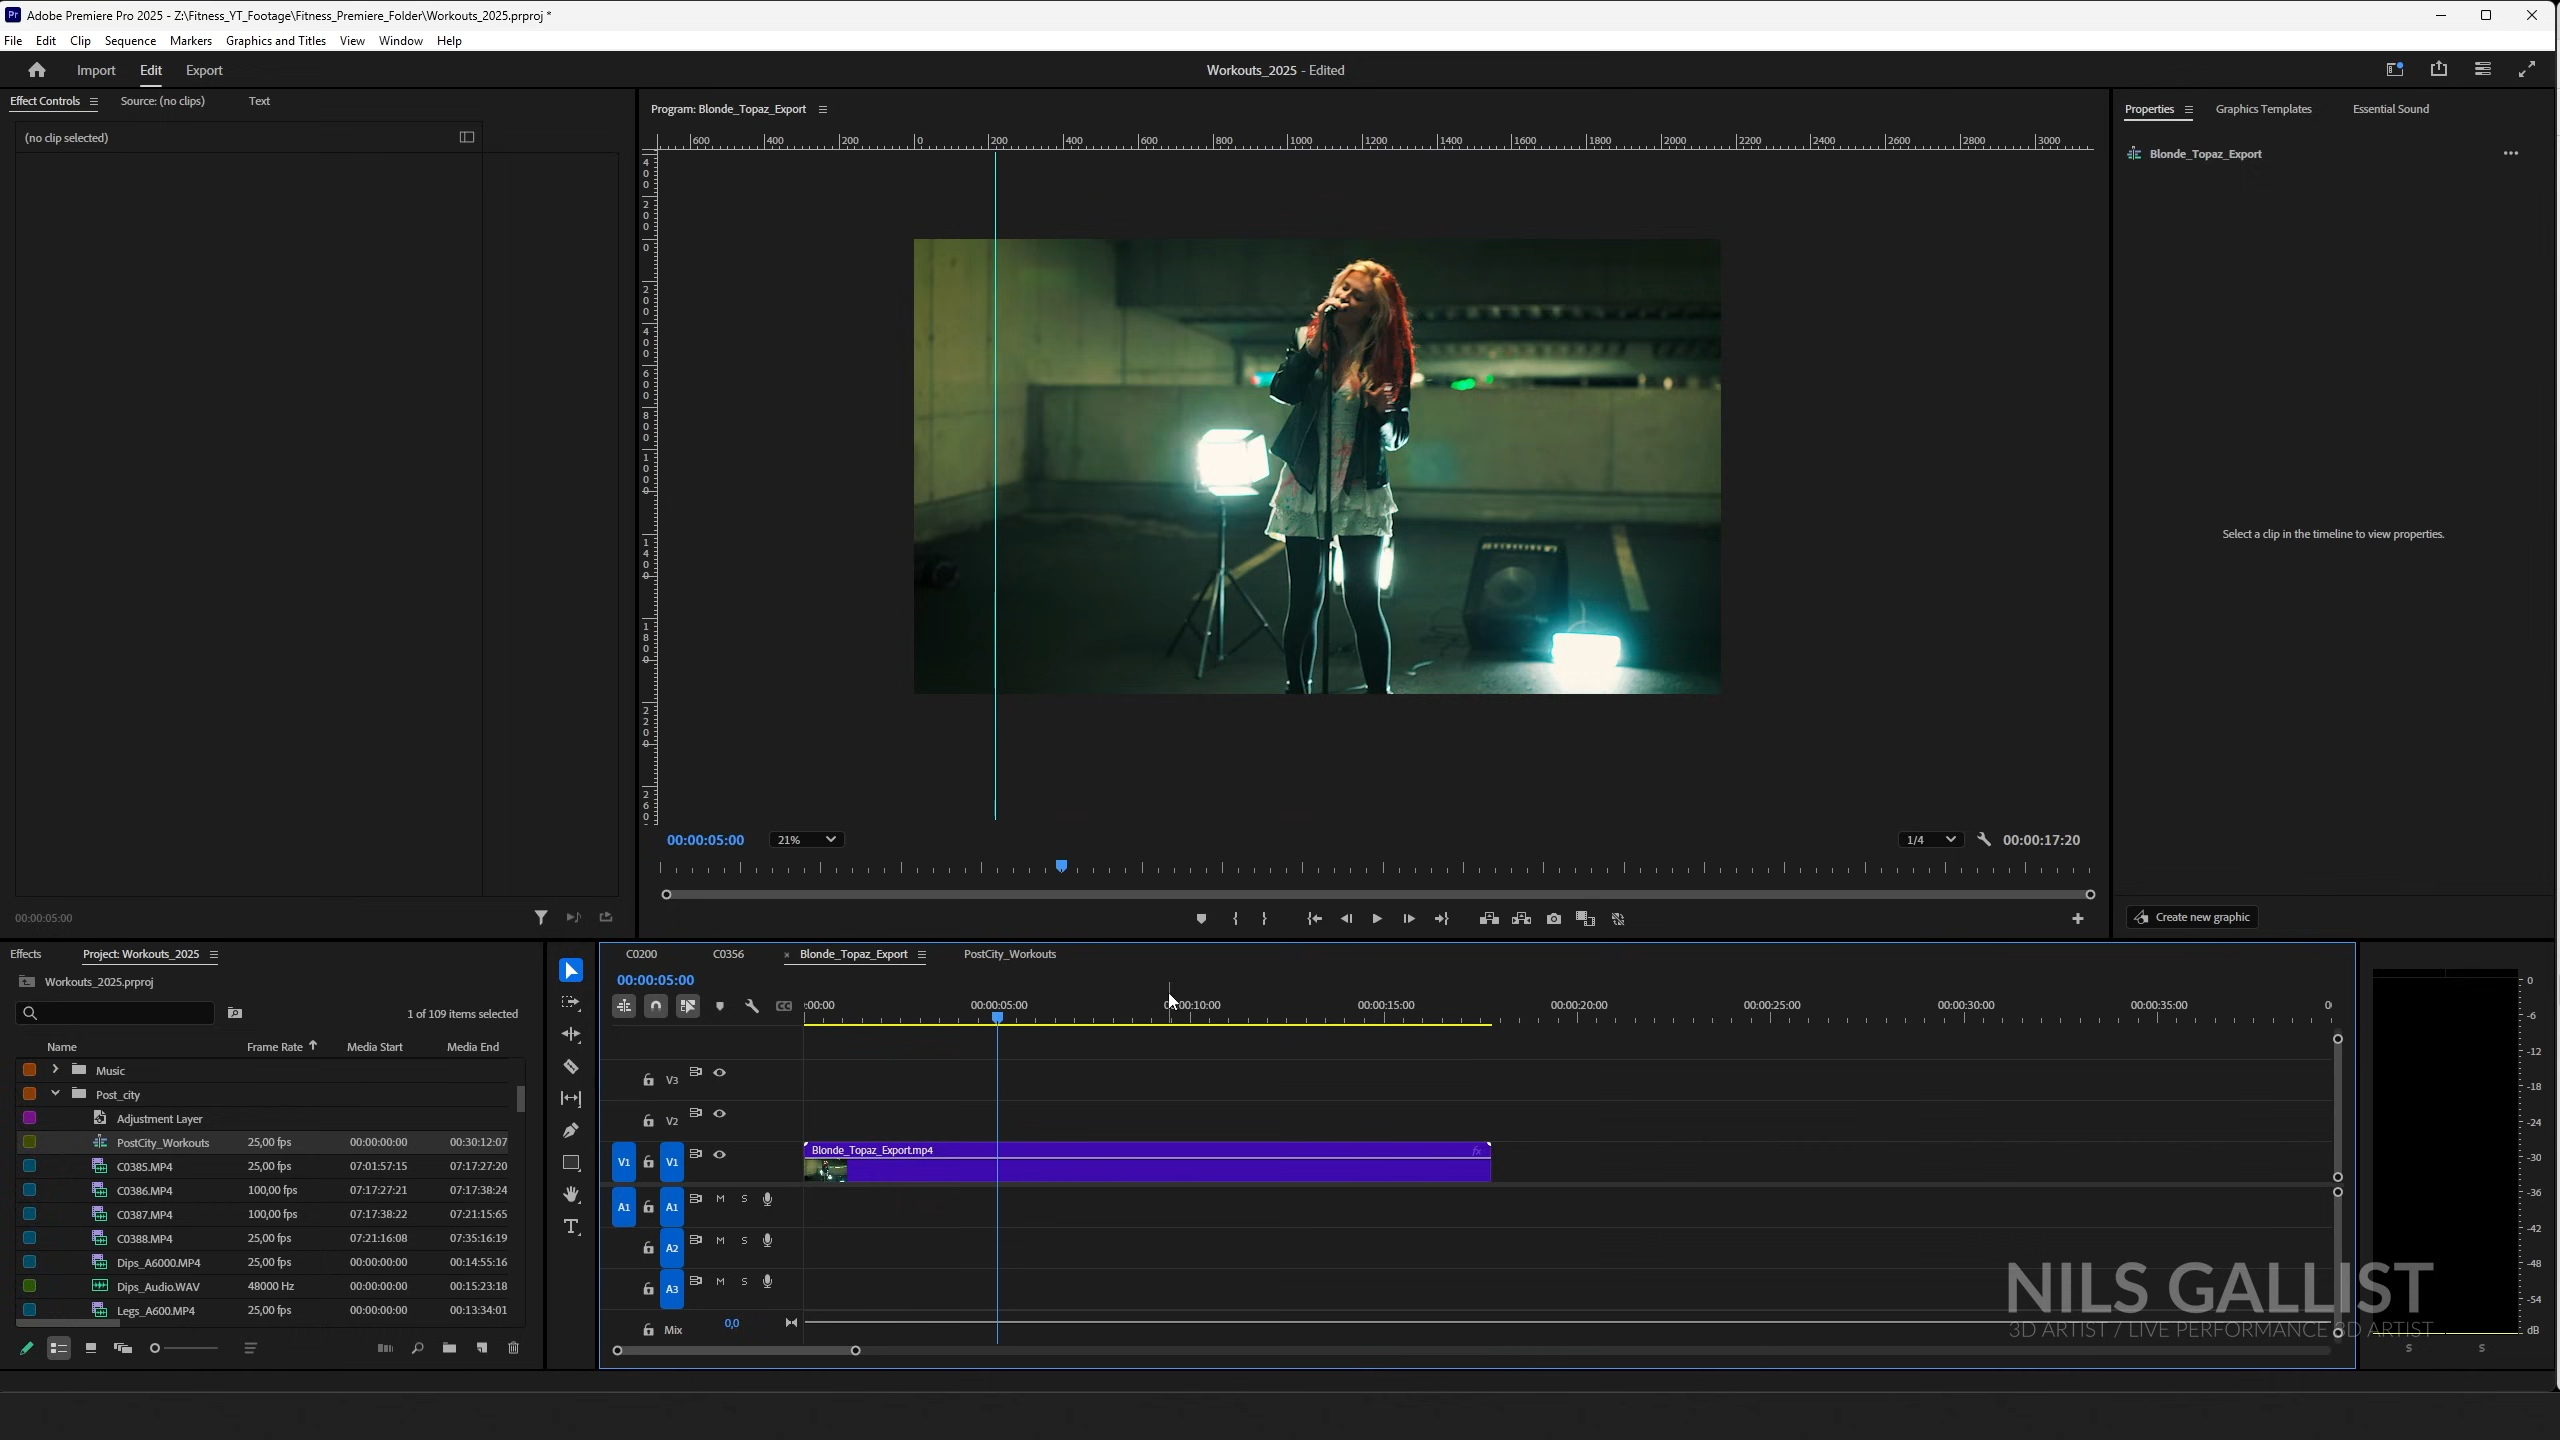 Adobe Premiere Pro 2025 - Z:\Fitness_YT_Footage\Fitness_Premiere_Folder\Workouts_2025.prproj *
File Edit Clip Sequence Markers Graphics and Titles View Window Help
Import Edit Export
Workouts_2025 - Edited
Effect Controls Source: (no clips) Text
(no clip selected)
00:00:05:00
Program: Blonde_Topaz_Export
600 400 200 0 200 400 600 800 1000 1200 1400 1600 1800 2000 2200 2400 2600 2800 3000
00:00:05:00 21% 1/4 00:00:17:20
Properties Graphics Templates Essential Sound
Blonde_Topaz_Export
Select a clip in the timeline to view properties.
Create new graphic
Effects Project: Workouts_2025
Workouts_2025.prproj
1 of 109 items selected
Name Frame Rate Media Start Media End
Music
Post_city
Adjustment Layer
PostCity_Workouts 25,00 fps 00:00:00:00 00:30:12:07
C0385.MP4 25,00 fps 07:01:57:15 07:17:27:20
C0386.MP4 100,00 fps 07:17:27:21 07:17:38:24
C0387.MP4 100,00 fps 07:17:38:22 07:21:15:65
C0388.MP4 25,00 fps 07:21:16:08 07:35:16:19
Dips_A6000.MP4 25,00 fps 00:00:00:00 00:14:55:16
Dips_Audio.WAV 48000 Hz 00:00:00:00 00:15:23:18
Legs_A600.MP4 25,00 fps 00:00:00:00 00:13:34:01
C0200 C0356 Blonde_Topaz_Export PostCity_Workouts
00:00:05:00
:00:00 00:00:05:00 00:00:10:00 00:00:15:00 00:00:20:00 00:00:25:00 00:00:30:00 00:00:35:00
V3
V2
V1 V1
Blonde_Topaz_Export.mp4 fx
A1 A1 M S
A2 M S
A3 M S
Mix 0,0
0
-6
-12
-18
-24
-30
-36
-42
-48
-54
dB
S S
NILS GALLIST
3D ARTIST / LIVE PERFORMANCE 3D ARTIST